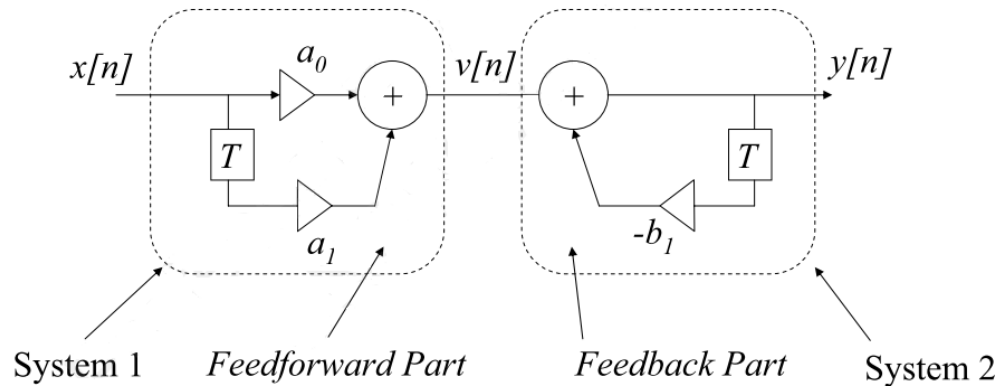 a₀
x[n]
v[n]
y[n]
+
+
T
T
a₁
-b₁
System 1
Feedforward Part
Feedback Part
System 2